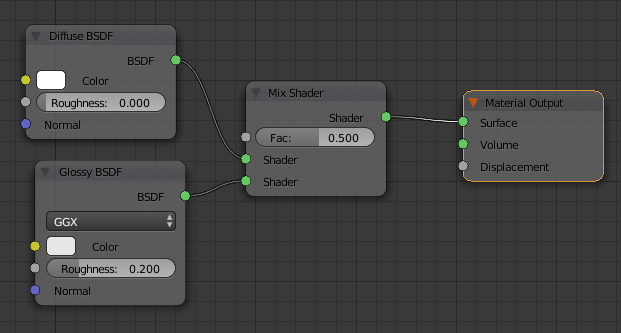 Diffuse BSDF
BSDF
Color
Roughness: 0.000
Normal
Glossy BSDF
BSDF
GGX
Color
Roughness: 0.200
Normal
Mix Shader
Shader
Fac: 0.500
Shader
Shader
Material Output
Surface
Volume
Displacement